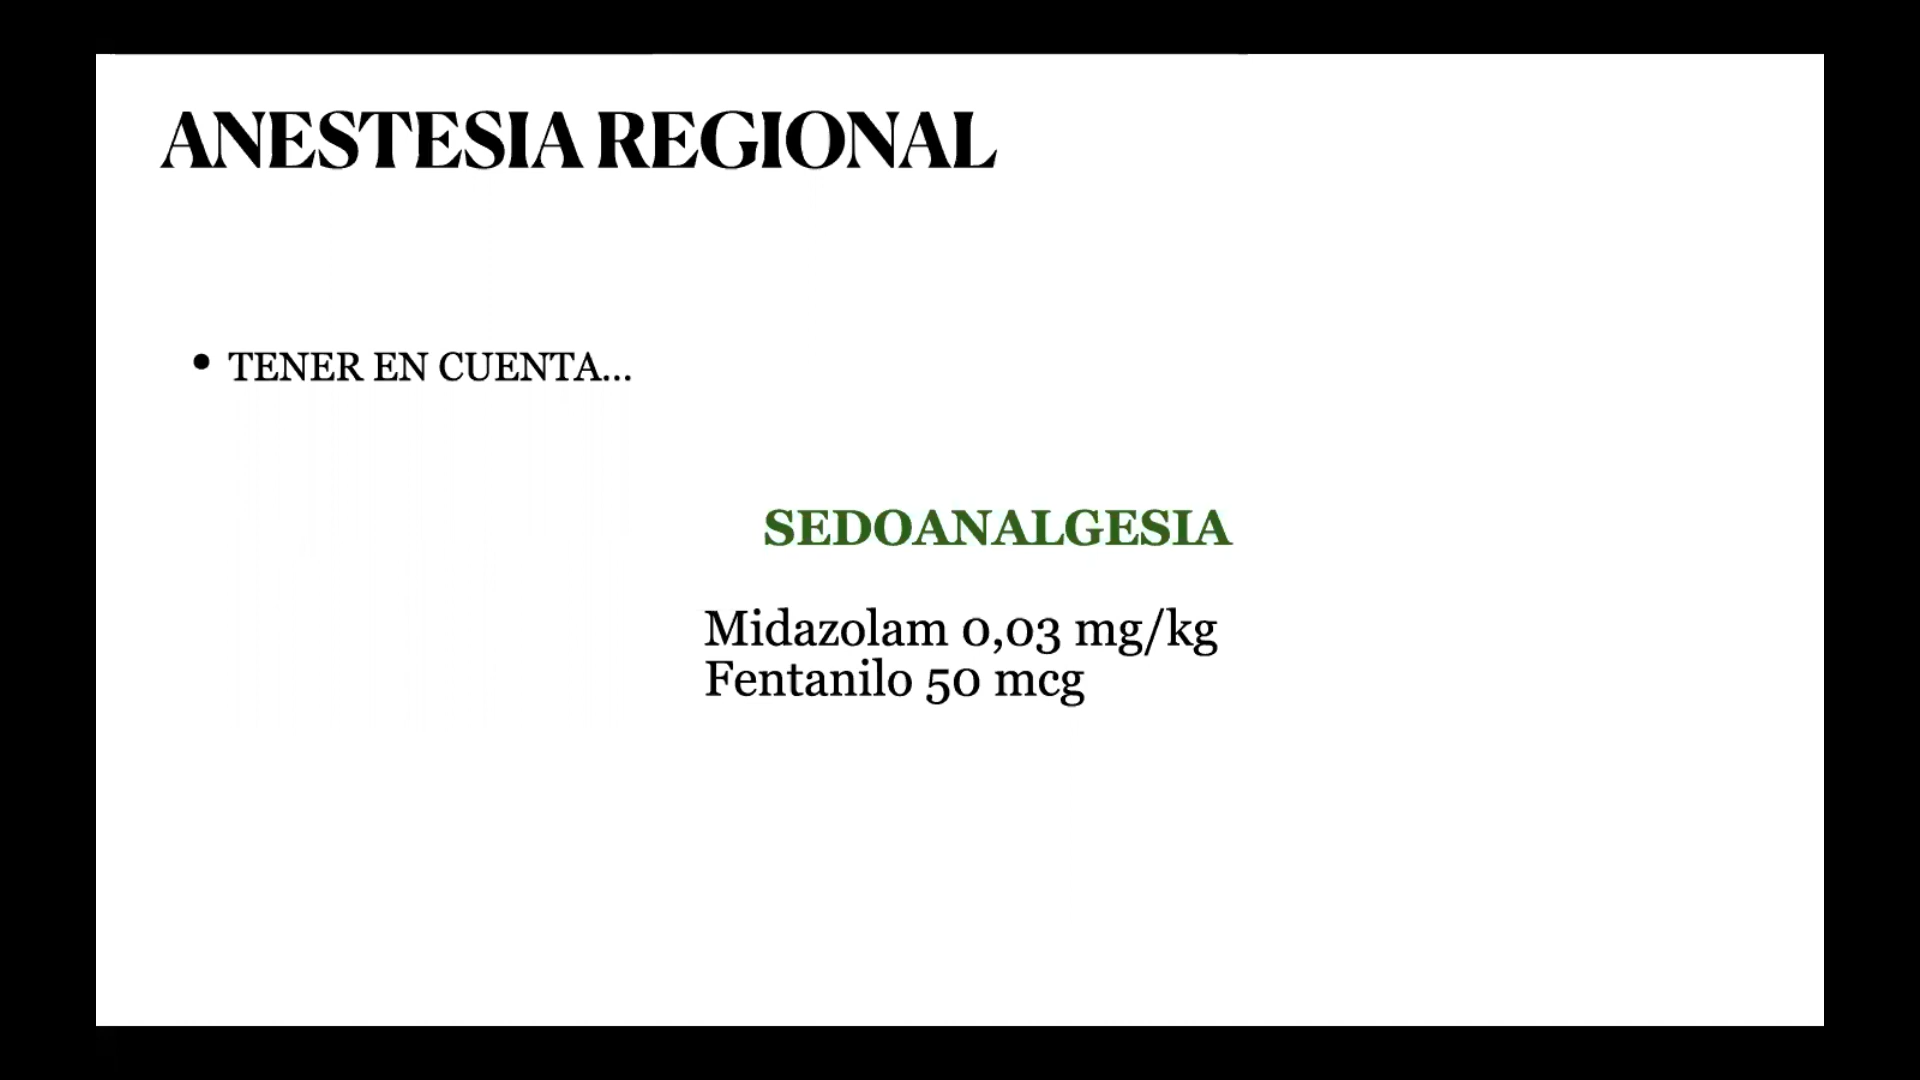 ANESTESIA REGIONAL
• TENER EN CUENTA...
SEDOANALGESIA
Midazolam 0,03 mg/kg
Fentanilo 50 mcg